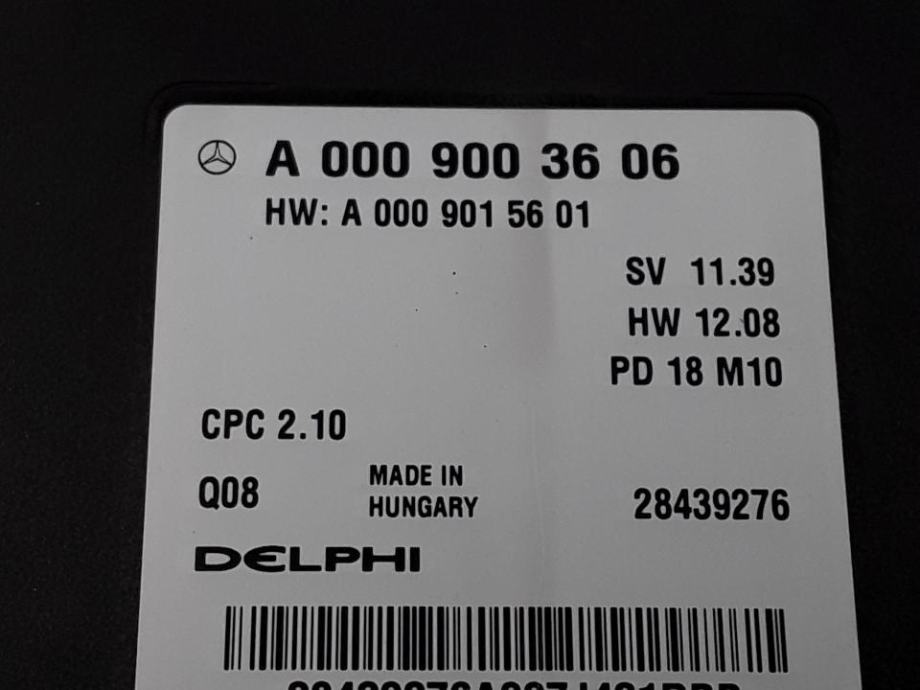 A 000 900 36 06
HW: A 000 901 56 01
SV 11.39
HW 12.08
PD 18 M10
CPC 2.10
Q08
MADE IN
HUNGARY
28439276
DELPHI